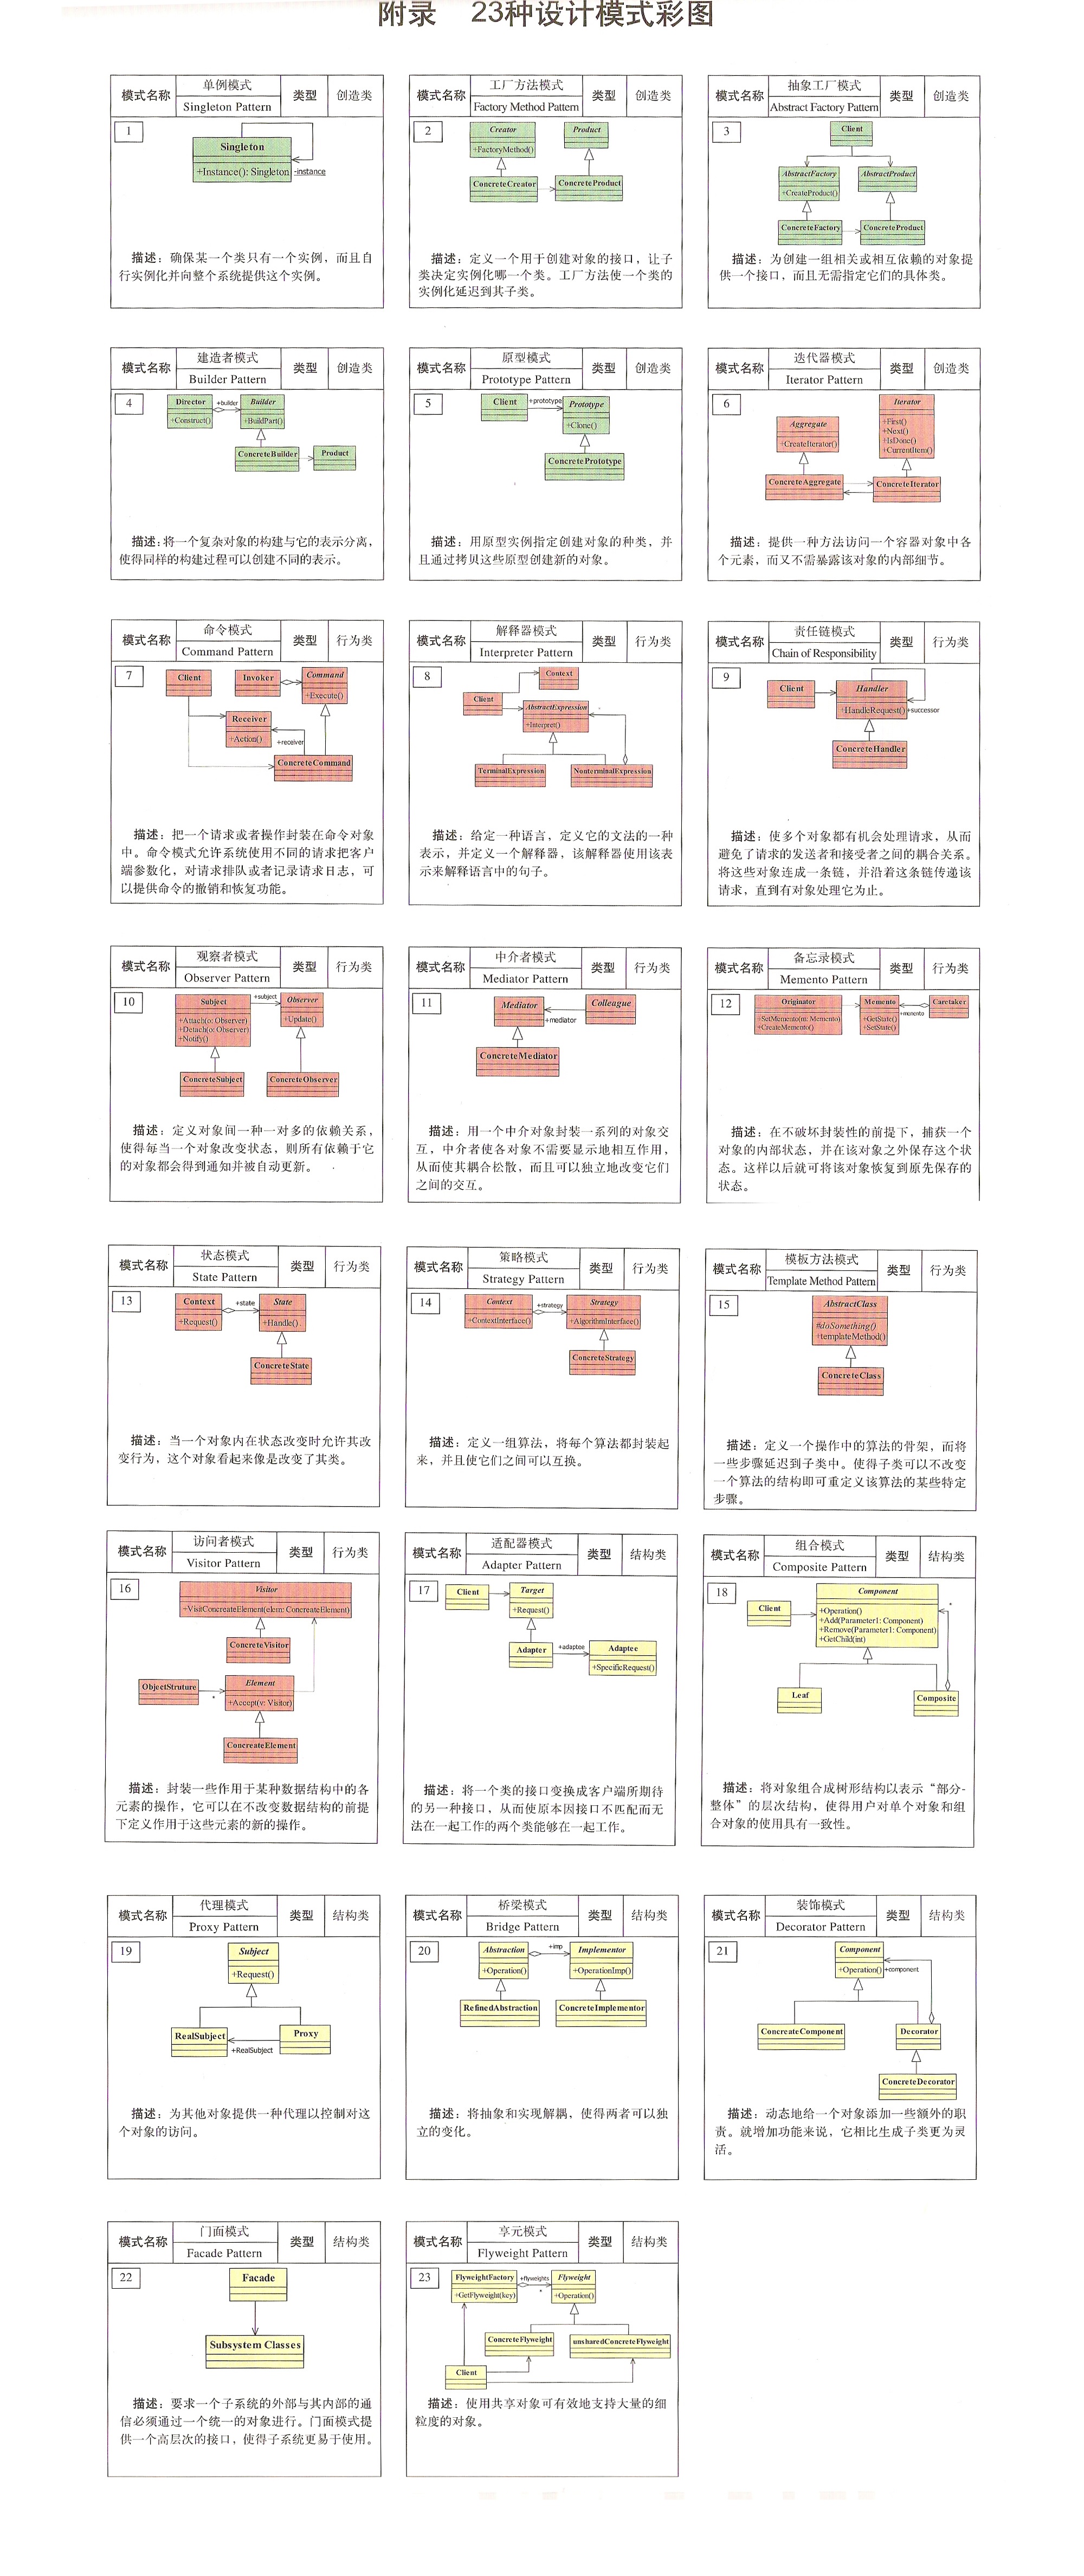 附录 23种设计模式彩图
模式名称
单例模式
Singleton Pattern
类型
创造类
1
Singleton
+Instance(): Singleton
-instance
描述：确保某一个类只有一个实例，而且自
行实例化并向整个系统提供这个实例。
模式名称
工厂方法模式
Factory Method Pattern
类型
创造类
2
Creator
+FactoryMethod()
Product
ConcreteCreator
ConcreteProduct
描述：定义一个用于创建对象的接口，让子
类决定实例化哪一个类。工厂方法使一个类的
实例化延迟到其子类。
模式名称
抽象工厂模式
Abstract Factory Pattern
类型
创造类
3
Client
AbstractFactory
+CreateProduct()
AbstractProduct
ConcreteFactory
ConcreteProduct
描述：为创建一组相关或相互依赖的对象提
供一个接口，而且无需指定它们的具体类。
模式名称
建造者模式
Builder Pattern
类型
创造类
4
Director
+Construct()
+builder
Builder
+BuildPart()
ConcreteBuilder
Product
描述：将一个复杂对象的构建与它的表示分离，
使得同样的构建过程可以创建不同的表示。
模式名称
原型模式
Prototype Pattern
类型
创造类
5
Client
+prototype
Prototype
+Clone()
ConcretePrototype
描述：用原型实例指定创建对象的种类，并
且通过拷贝这些原型创建新的对象。
模式名称
迭代器模式
Iterator Pattern
类型
创造类
6
Aggregate
+CreateIterator()
Iterator
+First()
+Next()
+IsDone()
+CurrentItem()
ConcreteAggregate
ConcreteIterator
描述：提供一种方法访问一个容器对象中各
个元素，而又不需暴露该对象的内部细节。
模式名称
命令模式
Command Pattern
类型
行为类
7
Client
Invoker
Command
+Execute()
Receiver
+Action()
+receiver
ConcreteCommand
描述：把一个请求或者操作封装在命令对象
中。命令模式允许系统使用不同的请求把客户
端参数化，对请求排队或者记录请求日志，可
以提供命令的撤销和恢复功能。
模式名称
解释器模式
Interpreter Pattern
类型
行为类
8
Context
Client
AbstractExpression
+Interpret()
TerminalExpression
NonterminalExpression
描述：给定一种语言，定义它的文法的一种
表示，并定义一个解释器，该解释器使用该表
示来解释语言中的句子。
模式名称
责任链模式
Chain of Responsibility
类型
行为类
9
Client
Handler
+HandleRequest()
+successor
ConcreteHandler
描述：使多个对象都有机会处理请求，从而
避免了请求的发送者和接受者之间的耦合关系。
将这些对象连成一条链，并沿着这条链传递该
请求，直到有对象处理它为止。
模式名称
观察者模式
Observer Pattern
类型
行为类
10
Subject
+Attach(o: Observer)
+Detach(o: Observer)
+Notify()
+subject
Observer
+Update()
ConcreteSubject
ConcreteObserver
描述：定义对象间一种一对多的依赖关系，
使得每当一个对象改变状态，则所有依赖于它
的对象都会得到通知并被自动更新。
模式名称
中介者模式
Mediator Pattern
类型
行为类
11
Mediator
+mediator
Colleague
ConcreteMediator
描述：用一个中介对象封装一系列的对象交
互，中介者使各对象不需要显示地相互作用，
从而使其耦合松散，而且可以独立地改变它们
之间的交互。
模式名称
备忘录模式
Memento Pattern
类型
行为类
12
Originator
+SetMemento(m: Memento)
+CreateMemento()
Memento
+GetState()
+SetState()
+memento
Caretaker
描述：在不破坏封装性的前提下，捕获一个
对象的内部状态，并在该对象之外保存这个状
态。这样以后就可将该对象恢复到原先保存的
状态。
模式名称
状态模式
State Pattern
类型
行为类
13
Context
+Request()
+state
State
+Handle()
ConcreteState
描述：当一个对象内在状态改变时允许其改
变行为，这个对象看起来像是改变了其类。
模式名称
策略模式
Strategy Pattern
类型
行为类
14
Context
+ContextInterface()
+strategy
Strategy
+AlgorithmInterface()
ConcreteStrategy
描述：定义一组算法，将每个算法都封装起
来，并且使它们之间可以互换。
模式名称
模板方法模式
Template Method Pattern
类型
行为类
15
AbstractClass
#doSomething()
+templateMethod()
ConcreteClass
描述：定义一个操作中的算法的骨架，而将
一些步骤延迟到子类中。使得子类可以不改变
一个算法的结构即可重定义该算法的某些特定
步骤。
模式名称
访问者模式
Visitor Pattern
类型
行为类
16
Visitor
+VisitConcreateElement(elem: ConcreateElement)
ConcreteVisitor
ObjectStruture
*
Element
+Accept(v: Visitor)
ConcreateElement
描述：封装一些作用于某种数据结构中的各
元素的操作，它可以在不改变数据结构的前提
下定义作用于这些元素的新的操作。
模式名称
适配器模式
Adapter Pattern
类型
结构类
17
Client
Target
+Request()
Adapter
+adaptee
Adaptee
+SpecificRequest()
描述：将一个类的接口变换成客户端所期待
的另一种接口，从而使原本因接口不匹配而无
法在一起工作的两个类能够在一起工作。
模式名称
组合模式
Composite Pattern
类型
结构类
18
Client
Component
+Operation()
+Add(Parameter1: Component)
+Remove(Parameter1: Component)
+GetChild(int)
*
Leaf
Composite
描述：将对象组合成树形结构以表示“部分-
整体”的层次结构，使得用户对单个对象和组
合对象的使用具有一致性。
模式名称
代理模式
Proxy Pattern
类型
结构类
19
Subject
+Request()
RealSubject
+RealSubject
Proxy
描述：为其他对象提供一种代理以控制对这
个对象的访问。
模式名称
桥梁模式
Bridge Pattern
类型
结构类
20
Abstraction
+Operation()
+imp
Implementor
+OperationImp()
RefinedAbstraction
ConcreteImplementor
描述：将抽象和实现解耦，使得两者可以独
立的变化。
模式名称
装饰模式
Decorator Pattern
类型
结构类
21
Component
+Operation()
+component
ConcreateComponent
Decorator
ConcreteDecorator
描述：动态地给一个对象添加一些额外的职
责。就增加功能来说，它相比生成子类更为灵
活。
模式名称
门面模式
Facade Pattern
类型
结构类
22
Facade
Subsystem Classes
描述：要求一个子系统的外部与其内部的通
信必须通过一个统一的对象进行。门面模式提
供一个高层次的接口，使得子系统更易于使用。
模式名称
享元模式
Flyweight Pattern
类型
结构类
23
FlyweightFactory
+GetFlyweight(key)
+flyweights
*
Flyweight
+Operation()
ConcreteFlyweight
unsharedConcreteFlyweight
Client
描述：使用共享对象可有效地支持大量的细
粒度的对象。